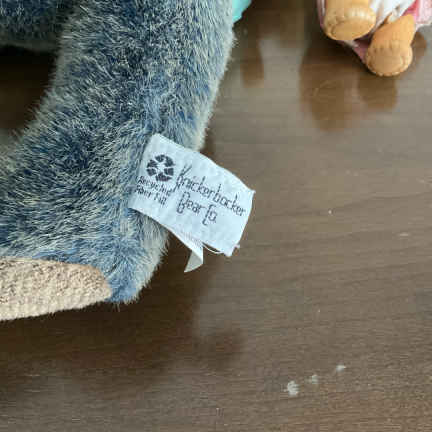 Knickerbocker
Bear Co.
Recycled
Fiber Fill